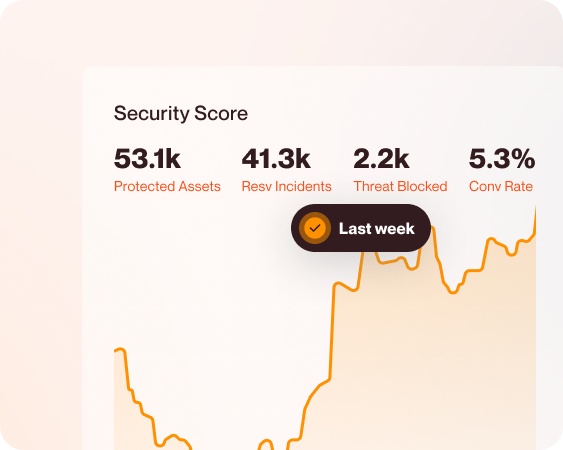 Security Score
53.1k 41.3k 2.2k 5.3%
Protected Assets Resv Incidents Threat Blocked Conv Rate
Last week